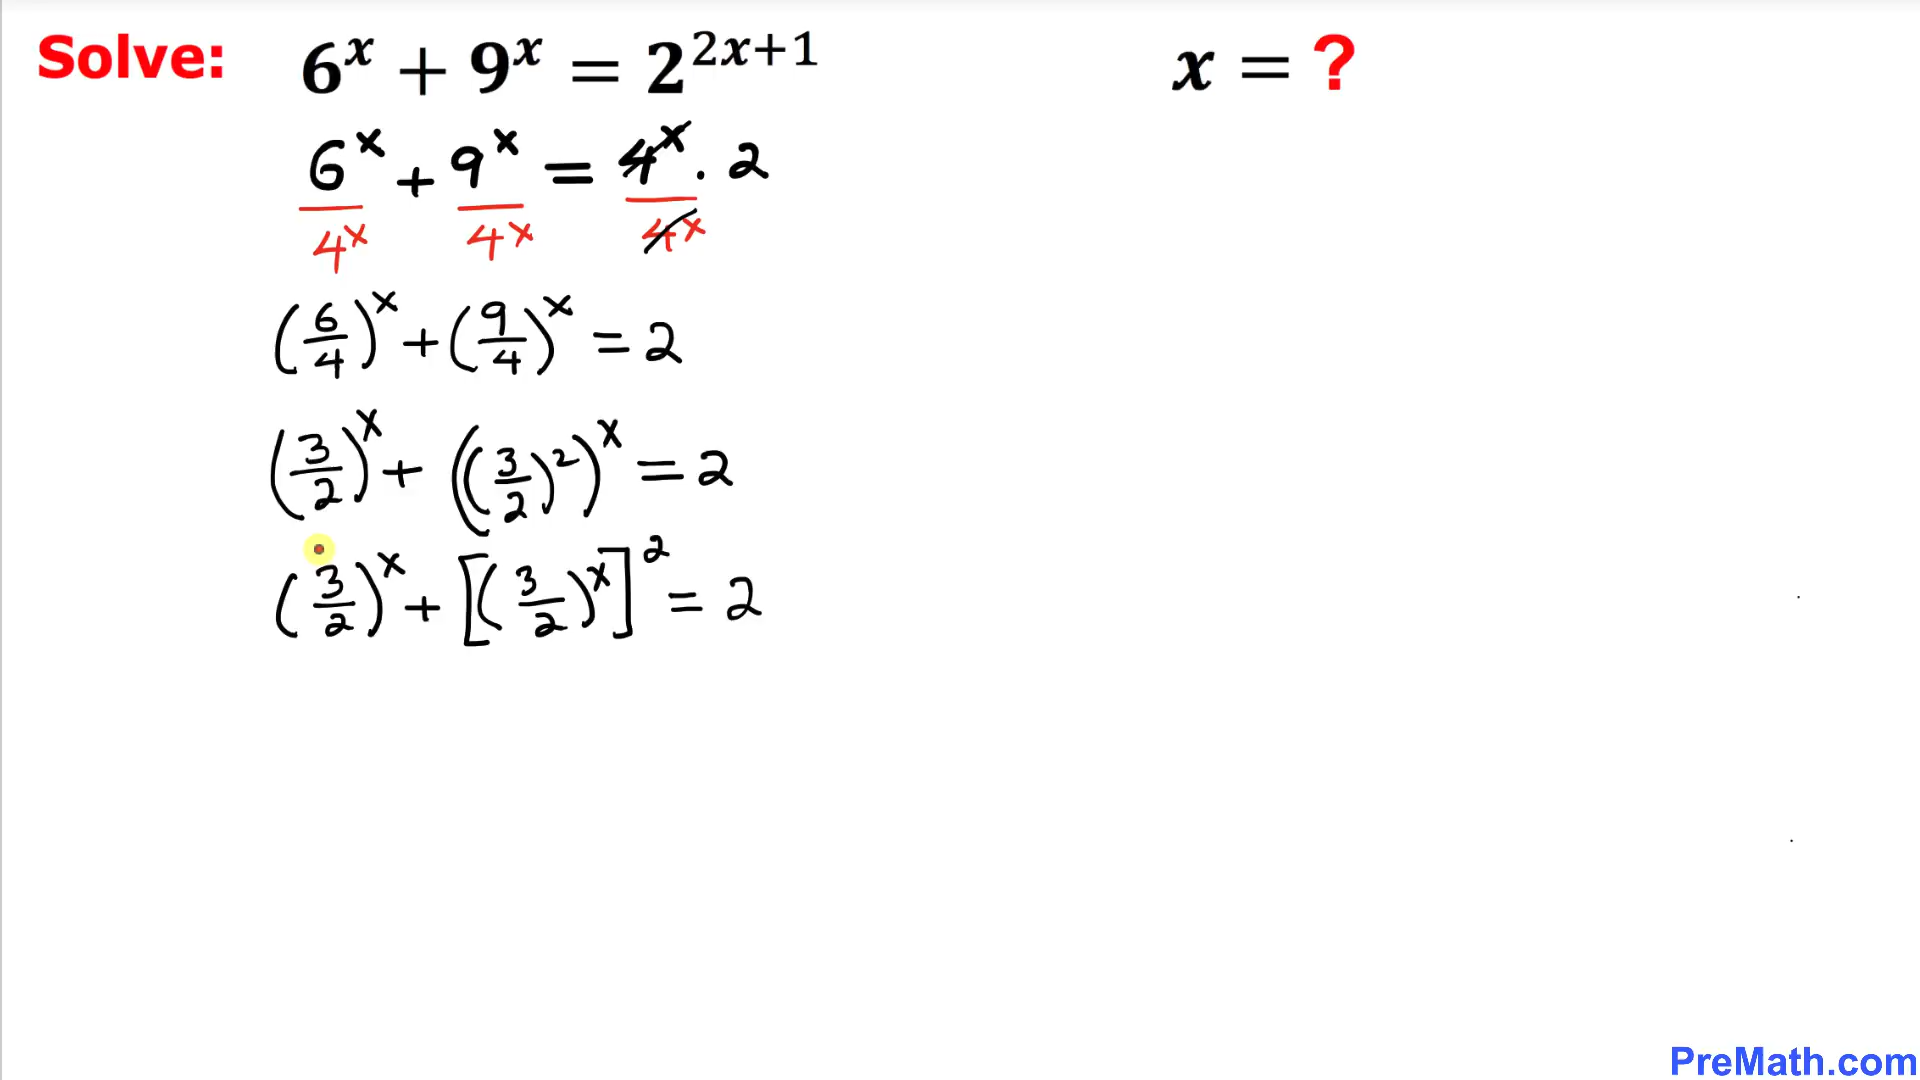 Solve: 6^x + 9^x = 2^{2x+1} x = ?
6^x/4^x + 9^x/4^x = 4^x/4^x · 2
(6/4)^x + (9/4)^x = 2
(3/2)^x + ((3/2)^2)^x = 2
(3/2)^x + [(3/2)^x]^2 = 2
PreMath.com